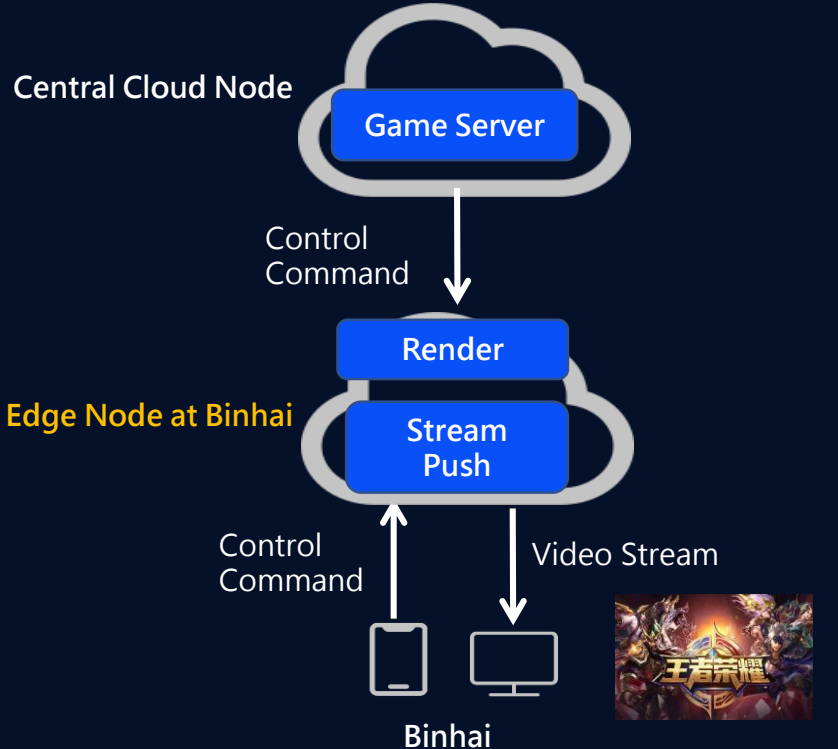 Central Cloud Node
Game Server
Control
Command
Render
Edge Node at Binhai
Stream
Push
Control
Command
Video Stream
王者荣耀
Binhai